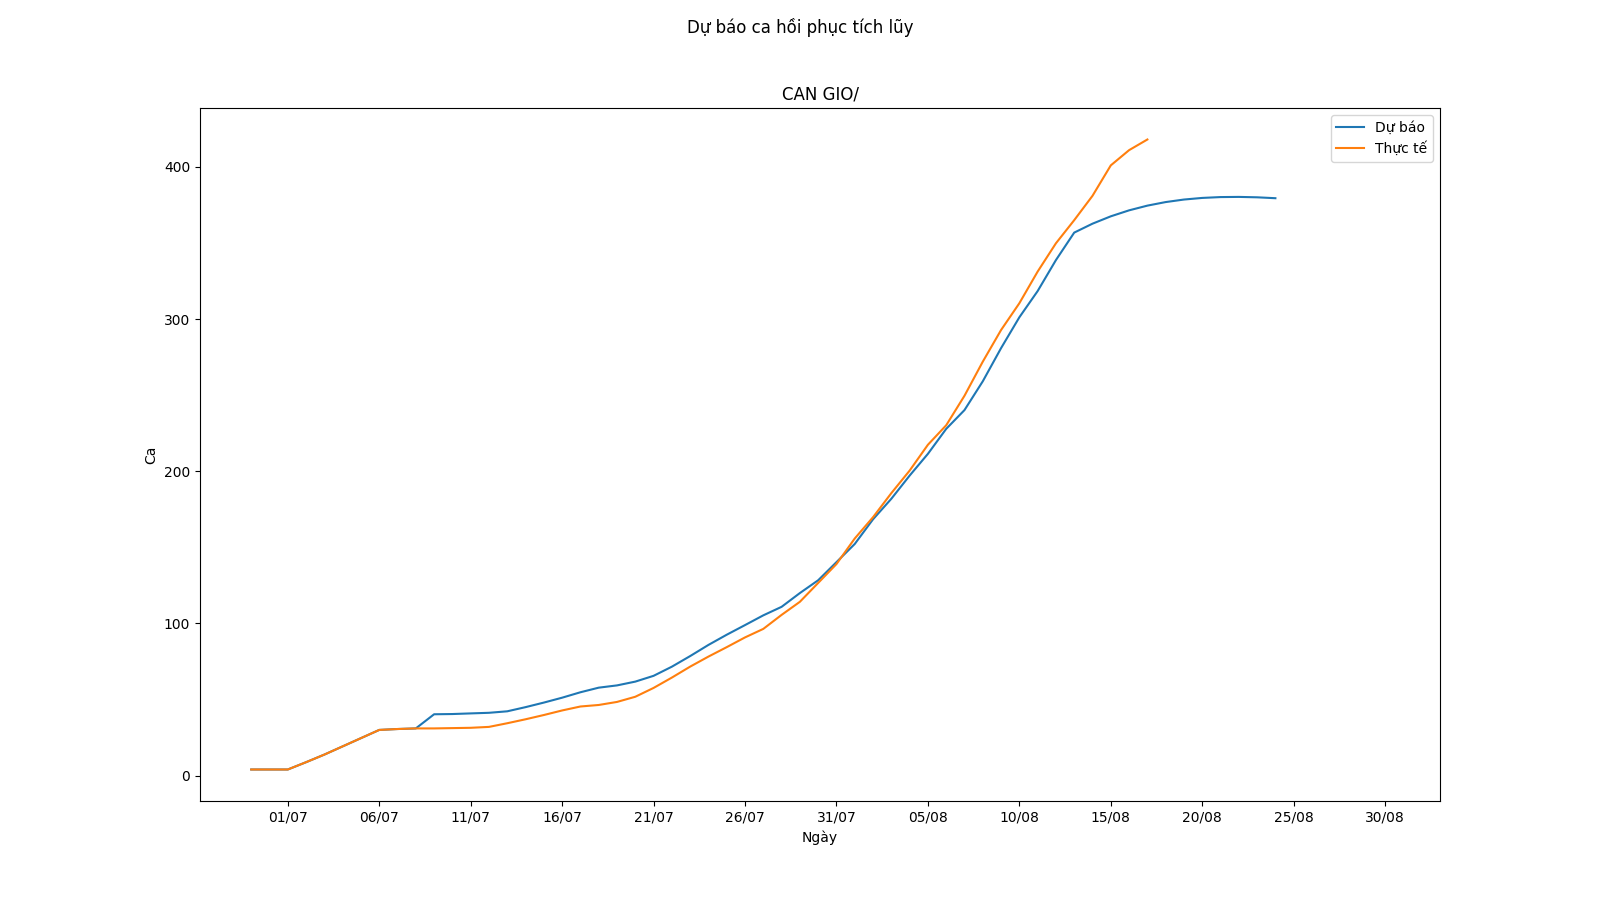 Dự báo ca hồi phục tích lũy
CAN GIO/
Dự báo
Thực tế
400
300
200
100
0
Ca
01/07 06/07 11/07 16/07 21/07 26/07 31/07 05/08 10/08 15/08 20/08 25/08 30/08
Ngày